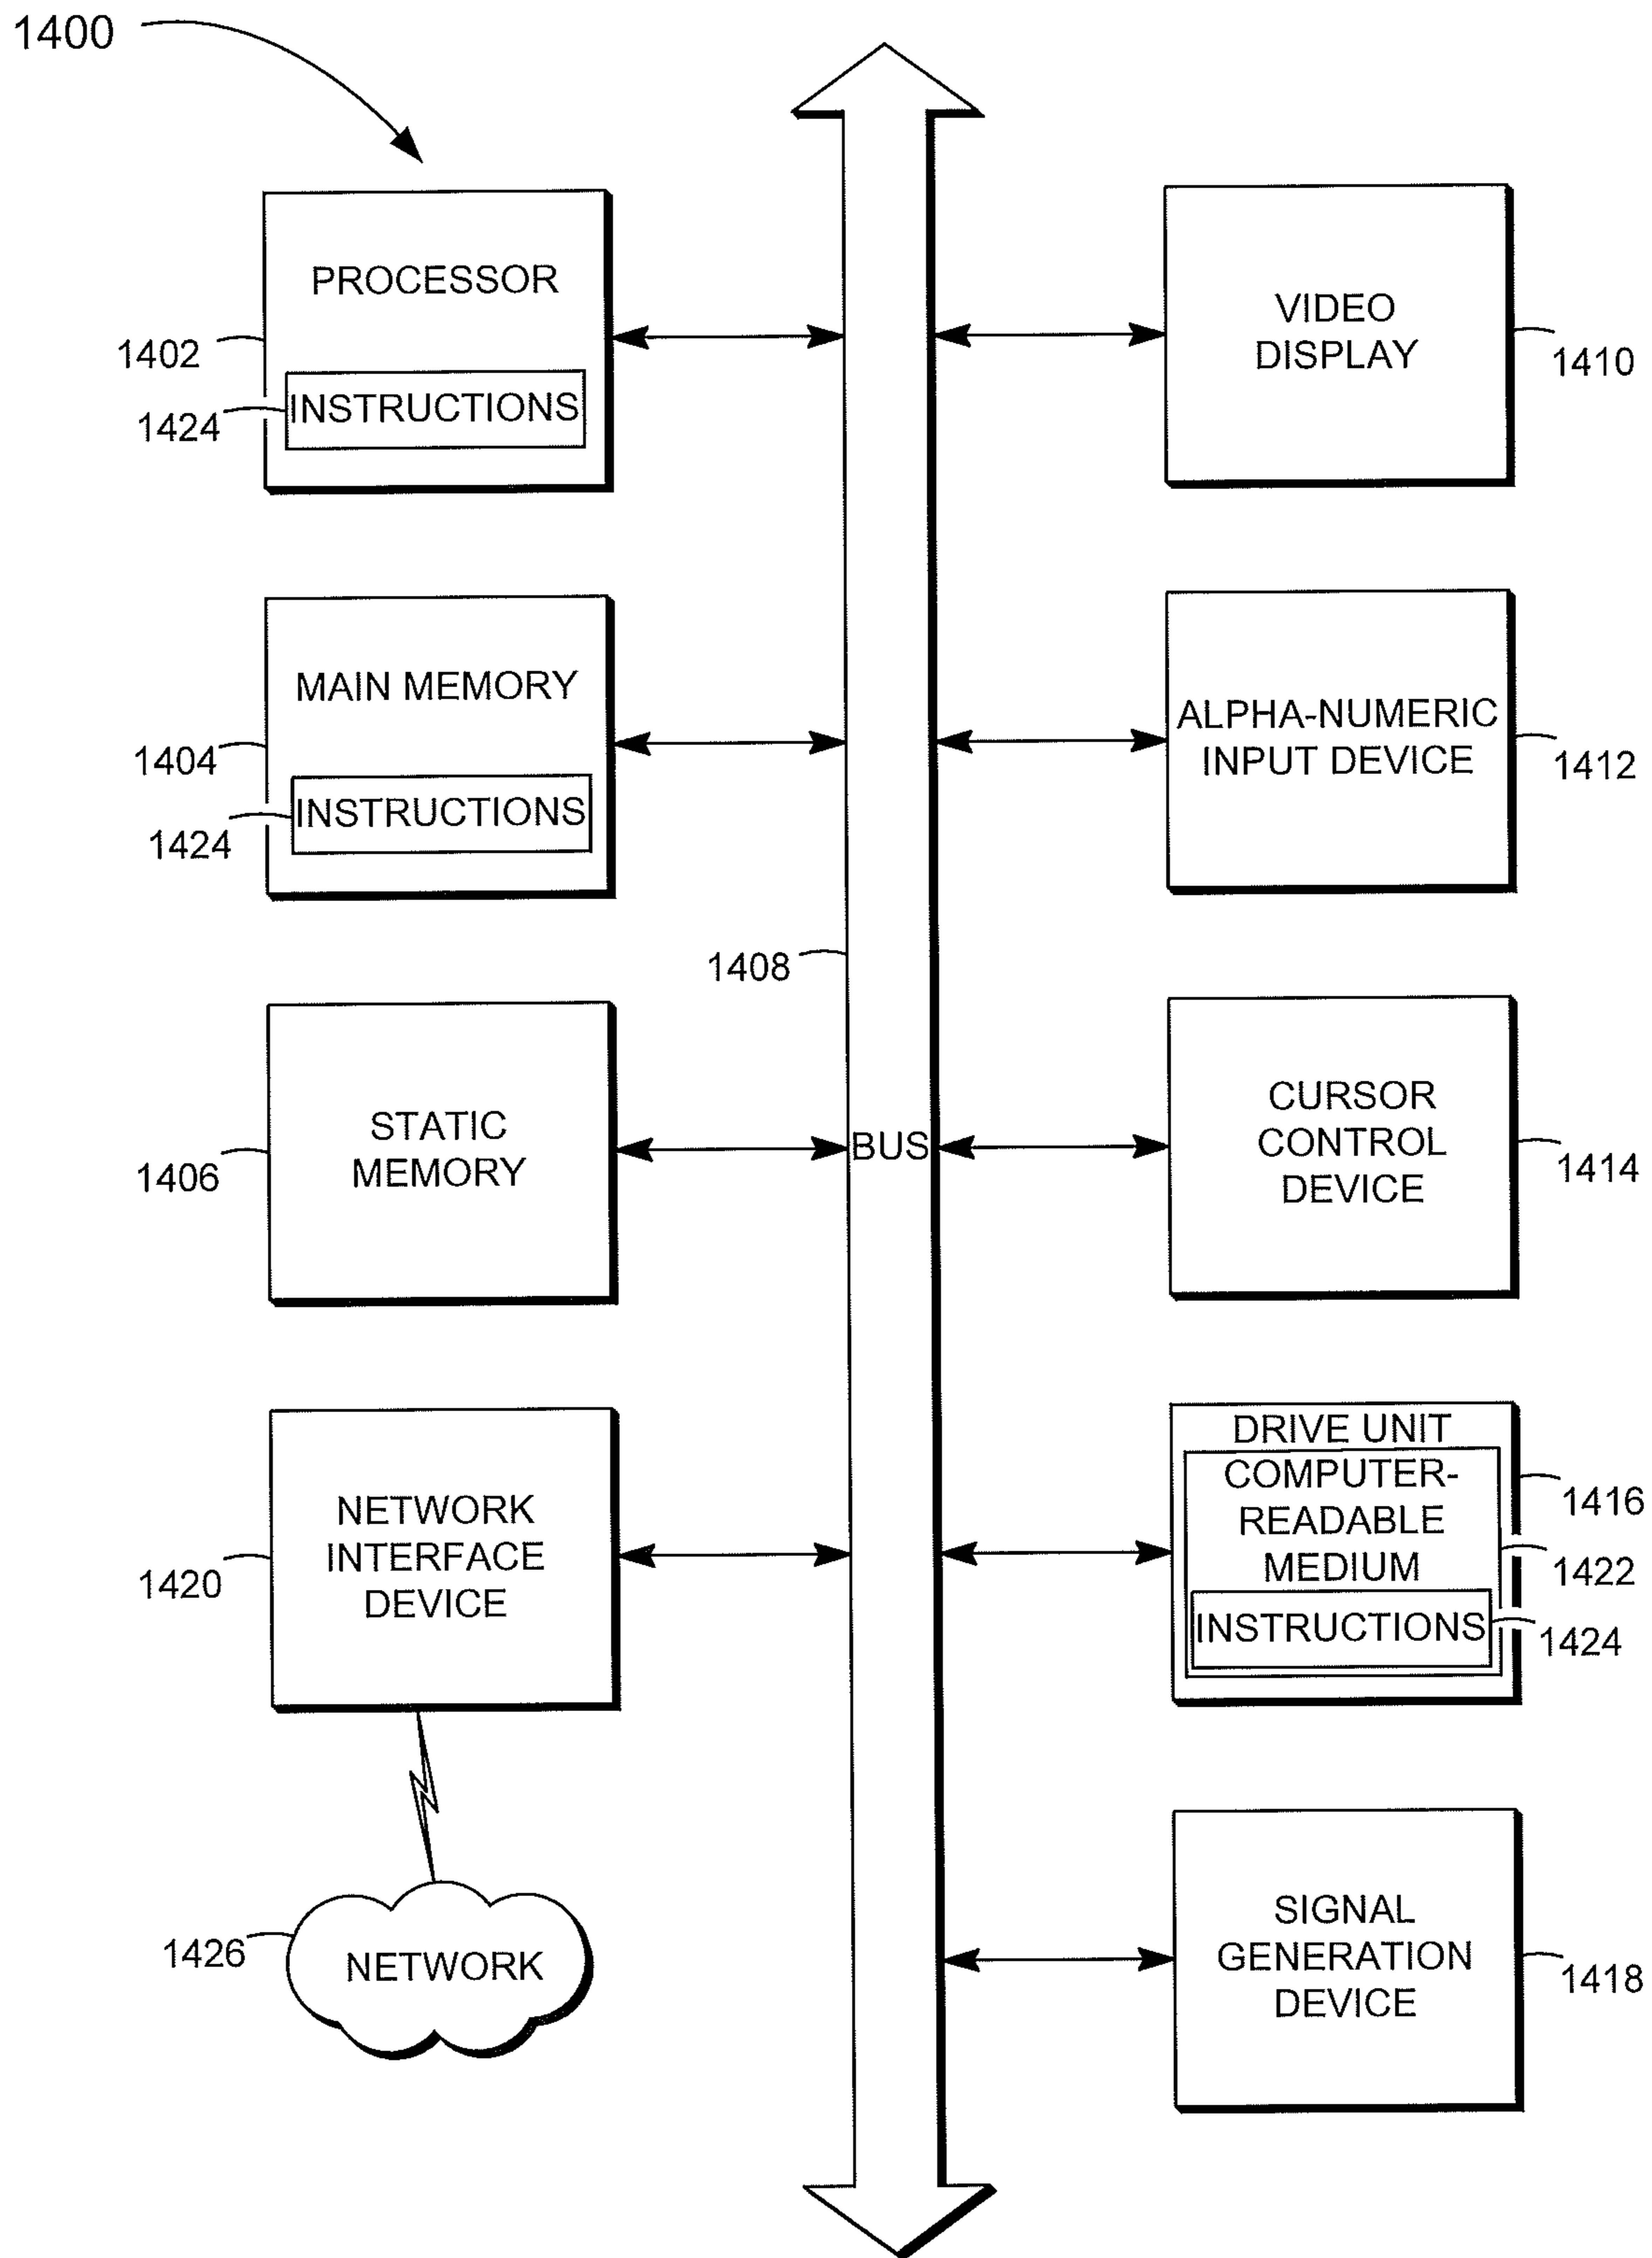 1400
PROCESSOR
1402
INSTRUCTIONS
1424
MAIN MEMORY
1404
INSTRUCTIONS
1424
1408
STATIC
MEMORY
1406
BUS
NETWORK
INTERFACE
DEVICE
1420
1426
NETWORK
VIDEO
DISPLAY
1410
ALPHA-NUMERIC
INPUT DEVICE
1412
CURSOR
CONTROL
DEVICE
1414
DRIVE UNIT
COMPUTER-
READABLE
MEDIUM
1416
1422
INSTRUCTIONS
1424
SIGNAL
GENERATION
DEVICE
1418